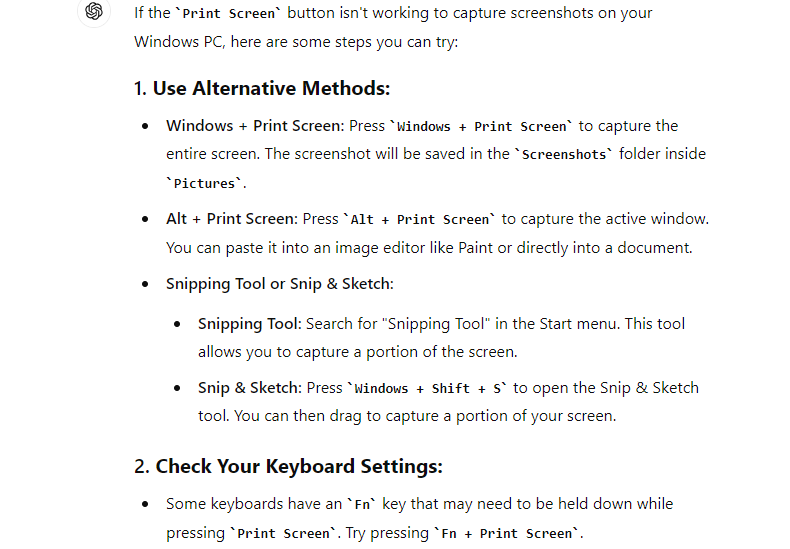 If the `Print Screen` button isn't working to capture screenshots on your
Windows PC, here are some steps you can try:
1. Use Alternative Methods:
• Windows + Print Screen: Press `Windows + Print Screen` to capture the
entire screen. The screenshot will be saved in the `Screenshots` folder inside
`Pictures`.
• Alt + Print Screen: Press `Alt + Print Screen` to capture the active window.
You can paste it into an image editor like Paint or directly into a document.
• Snipping Tool or Snip & Sketch:
• Snipping Tool: Search for "Snipping Tool" in the Start menu. This tool
allows you to capture a portion of the screen.
• Snip & Sketch: Press `Windows + Shift + S` to open the Snip & Sketch
tool. You can then drag to capture a portion of your screen.
2. Check Your Keyboard Settings:
• Some keyboards have an `Fn` key that may need to be held down while
pressing `Print Screen`. Try pressing `Fn + Print Screen`.